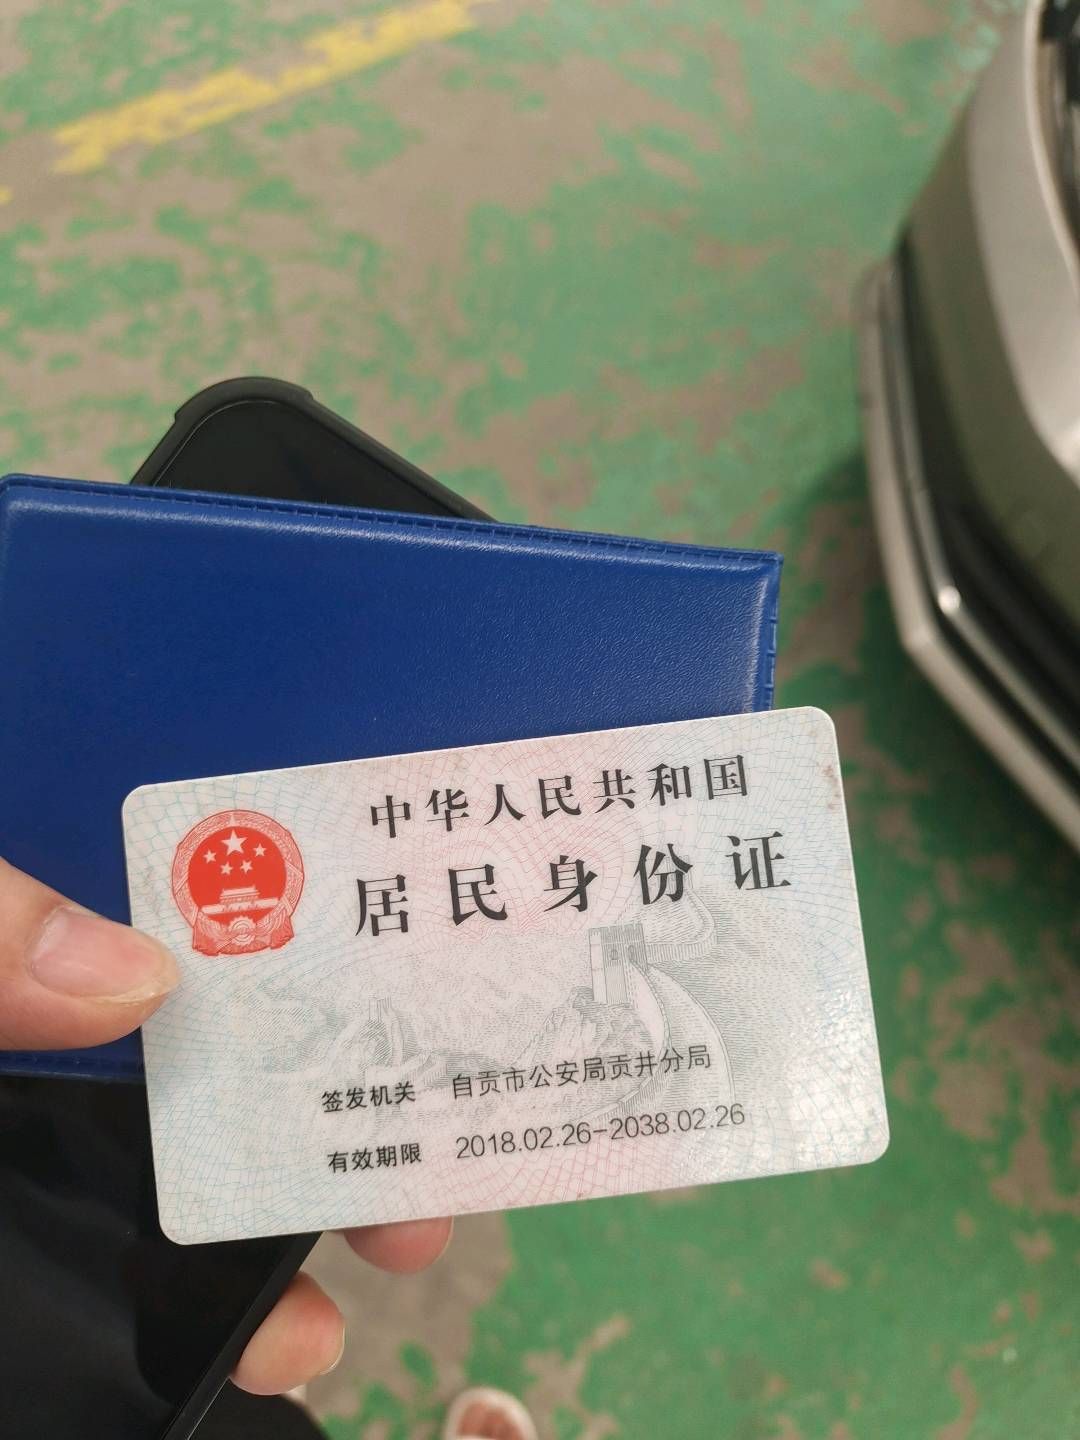 中华人民共和国
居民身份证
签发机关 自贡市公安局贡井分局
有效期限 2018.02.26-2038.02.26